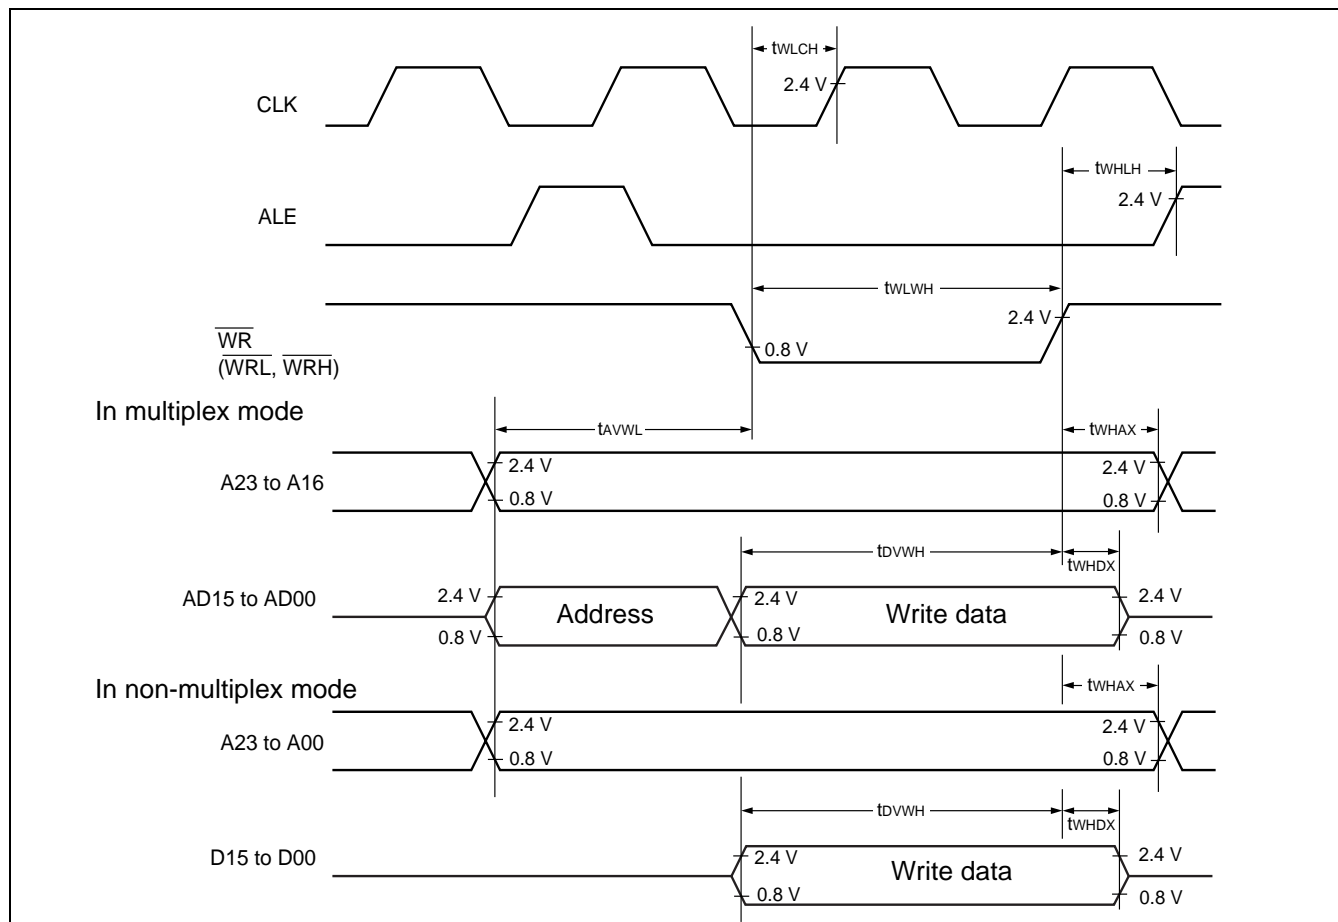 tWLCH
2.4 V
CLK
tWHLH
2.4 V
ALE
tWLWH
2.4 V
0.8 V
WR
(WRL, WRH)
In multiplex mode
tAVWL
tWHAX
2.4 V
2.4 V
A23 to A16
0.8 V
0.8 V
tDVWH
tWHDX
AD15 to AD00
2.4 V
Address
2.4 V
Write data
2.4 V
0.8 V
0.8 V
0.8 V
In non-multiplex mode
tWHAX
2.4 V
2.4 V
A23 to A00
0.8 V
0.8 V
tDVWH
tWHDX
D15 to D00
2.4 V
Write data
2.4 V
0.8 V
0.8 V